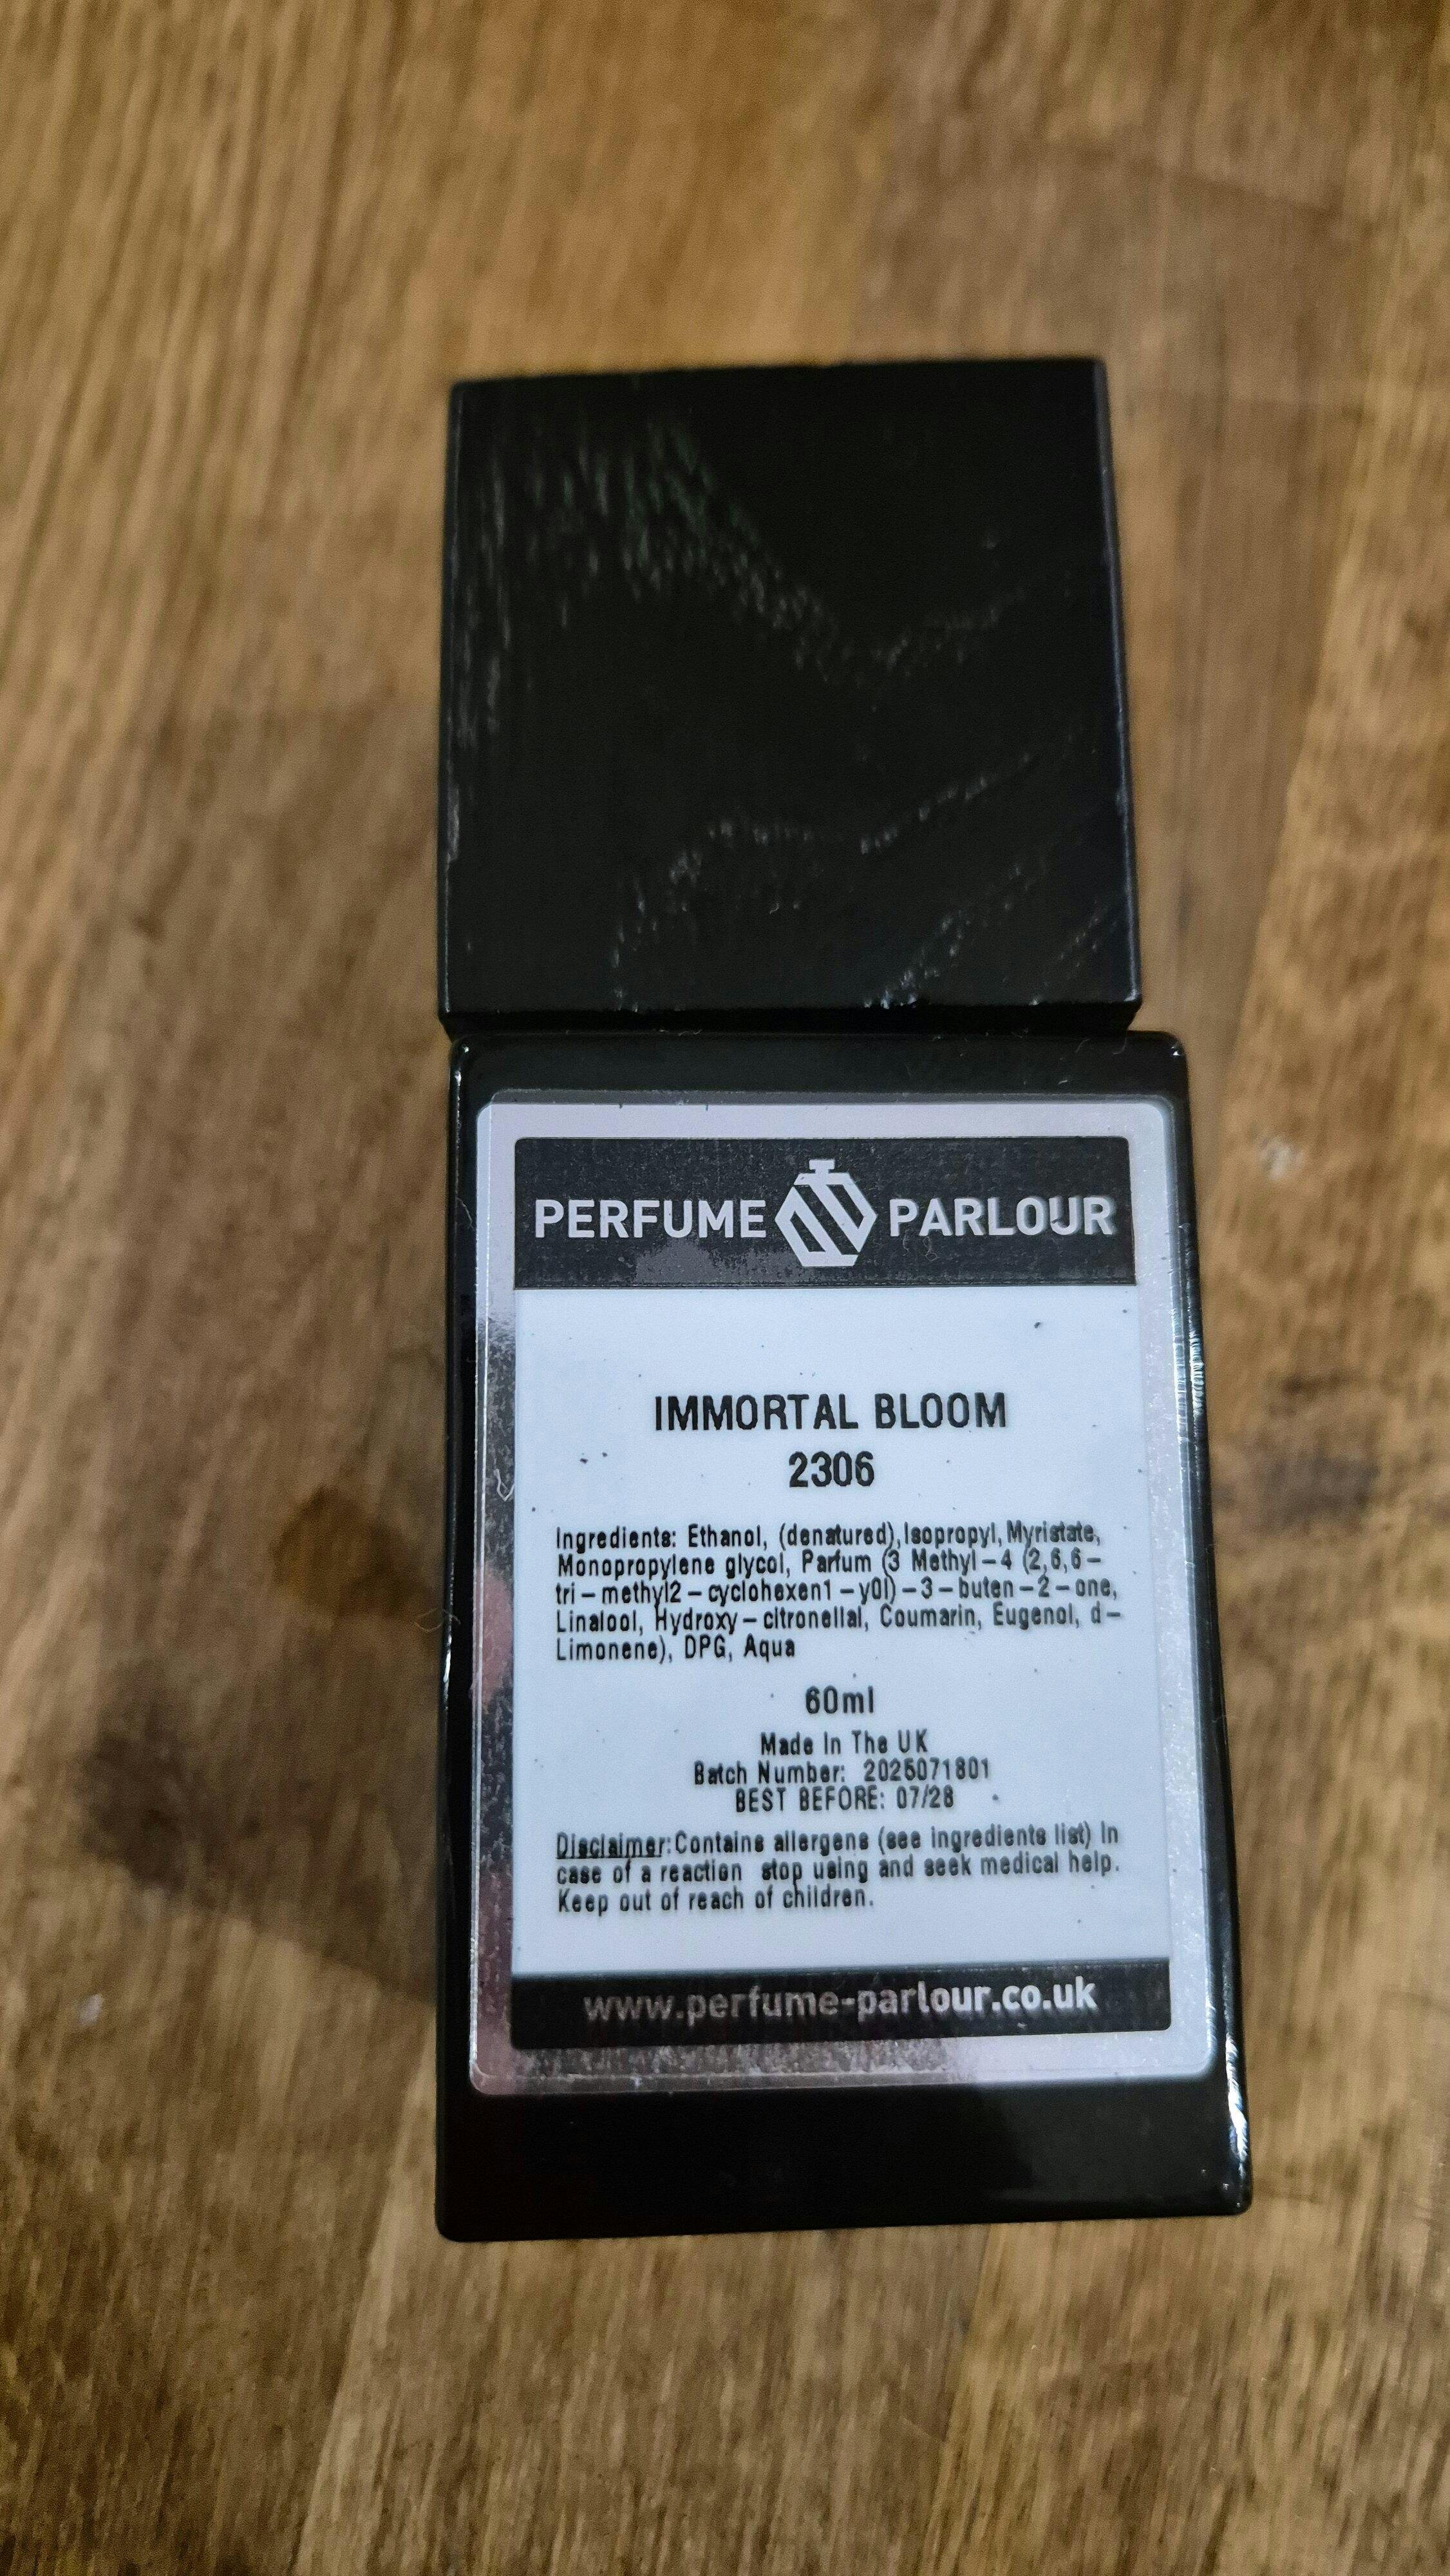 PERFUME PARLOUR
IMMORTAL BLOOM
2306
Ingredients: Ethanol, (denatured),Isopropyl,Myristate,
Monopropylene glycol, Parfum (3 Methyl-4 (2,6,6-
tri-methyl2-cyclohexen1-y0l)-3-buten-2-one,
Linalool, Hydroxy-citronellal, Coumarin, Eugenol, d-
Limonene), DPG, Aqua
60ml
Made In The UK
Batch Number: 2025071801
BEST BEFORE: 07/28
Disclaimer:Contains allergens (see ingredients list) In
case of a reaction stop using and seek medical help.
Keep out of reach of children.
www.perfume-parlour.co.uk